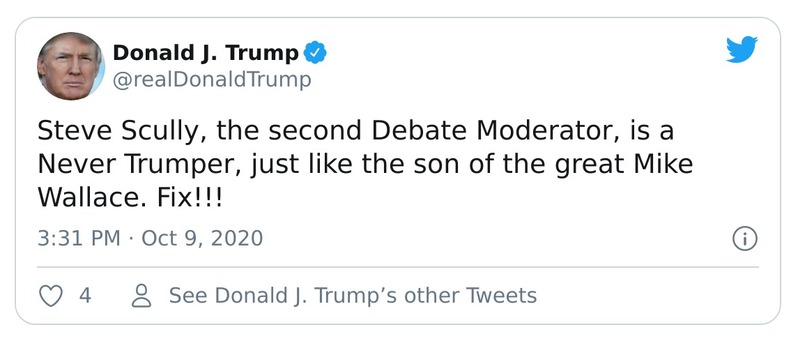 Donald J. Trump
@realDonaldTrump
Steve Scully, the second Debate Moderator, is a
Never Trumper, just like the son of the great Mike
Wallace. Fix!!!
3:31 PM · Oct 9, 2020
4 See Donald J. Trump’s other Tweets